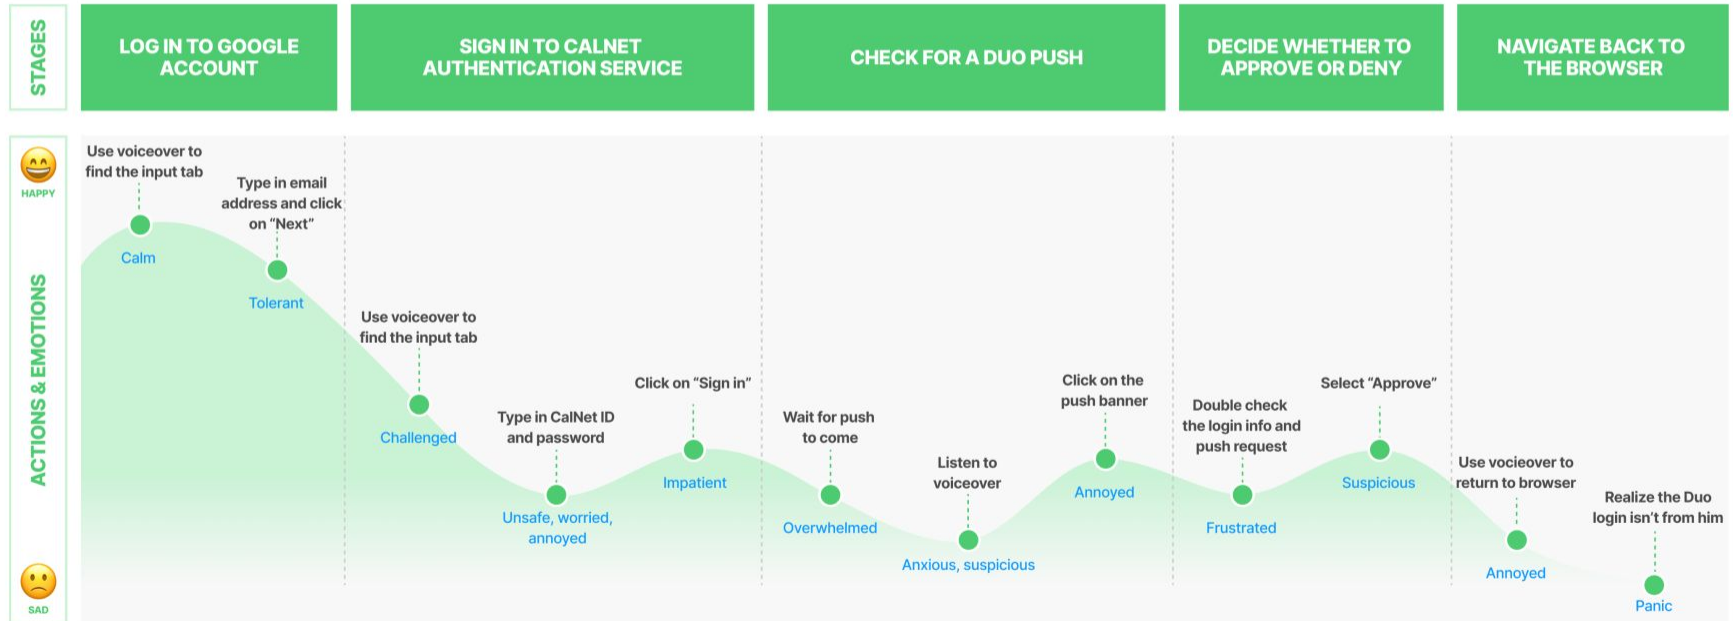 STAGES
LOG IN TO GOOGLE
ACCOUNT
SIGN IN TO CALNET
AUTHENTICATION SERVICE
CHECK FOR A DUO PUSH
DECIDE WHETHER TO
APPROVE OR DENY
NAVIGATE BACK TO
THE BROWSER
HAPPY
ACTIONS & EMOTIONS
SAD
Use voiceover to
find the input tab
Calm
Type in email
address and click
on “Next”
Tolerant
Use voiceover to
find the input tab
Challenged
Type in CalNet ID
and password
Unsafe, worried,
annoyed
Click on “Sign in”
Impatient
Wait for push
to come
Overwhelmed
Listen to
voiceover
Anxious, suspicious
Click on the
push banner
Annoyed
Double check
the login info and
push request
Frustrated
Select “Approve”
Suspicious
Use vocieover to
return to browser
Annoyed
Realize the Duo
login isn’t from him
Panic